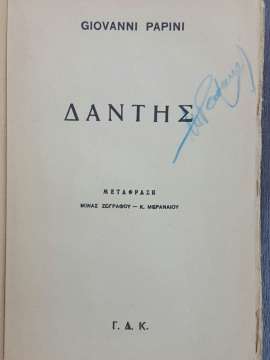 GIOVANNI PAPINI
ΔΑΝΤΗΣ
ΜΕΤΑΦΡΑΣΗ
ΜΙΝΑΣ ΖΩΓΡΑΦΟΥ — Κ. ΜΕΡΑΝΑΙΟΥ
Γ. Δ. Κ.